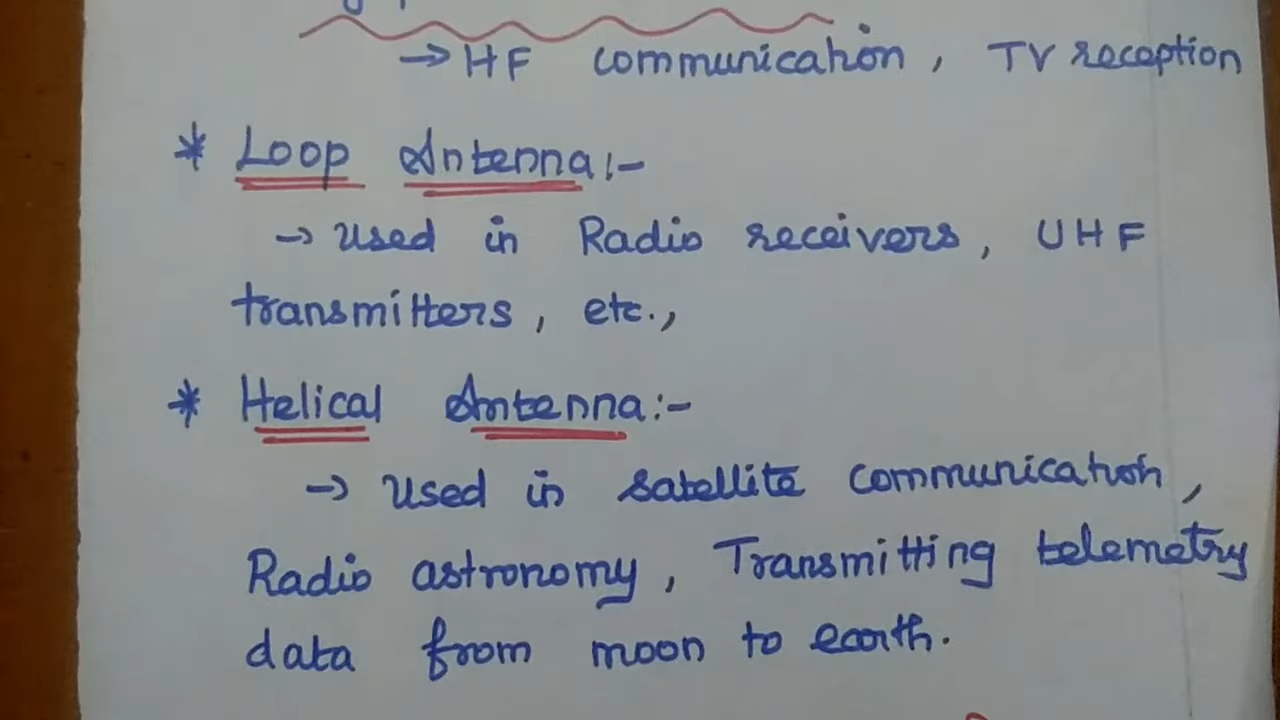 → HF communication, TV reception
* Loop Antenna:-
→ used in Radio receivers, UHF
transmitters, etc.,
* Helical Antenna:-
→ used in satellite communication,
Radio astronomy, Transmitting telemetry
data from moon to earth.